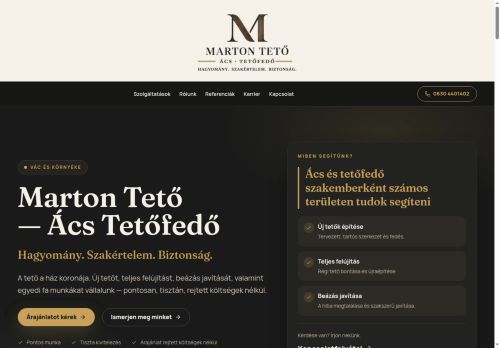 MARTON TETŐ
ÁCS · TETŐFEDŐ
HAGYOMÁNY. SZAKÉRTELEM. BIZTONSÁG.
Szolgáltatások Rólunk Referenciák Karrier Kapcsolat
0630 4401402
VÁC ÉS KÖRNYÉKE
Marton Tető
— Ács Tetőfedő
Hagyomány. Szakértelem. Biztonság.
A tető a ház koronája. Új tetőt, teljes felújítást, beázás javítását, valamint
egyedi fa munkákat vállalunk — pontosan, tisztán, rejtett költségek nélkül.
Árajánlatot kérek →
Ismerjen meg minket →
✓ Pontos munka ✓ Tiszta kivitelezés ✓ Árajánlat rejtett költségek nélkül
MIBEN SEGÍTÜNK?
Ács és tetőfedő
szakemberként számos
területen tudok segíteni
Új tetők építése
Tervezett, tartós szerkezet és fedés.
Teljes felújítás
Régi tető bontása és újraépítése
Beázás javítása
A hiba megtalálása és szakszerű javítása.
Kérdése van? Írjon nekünk.